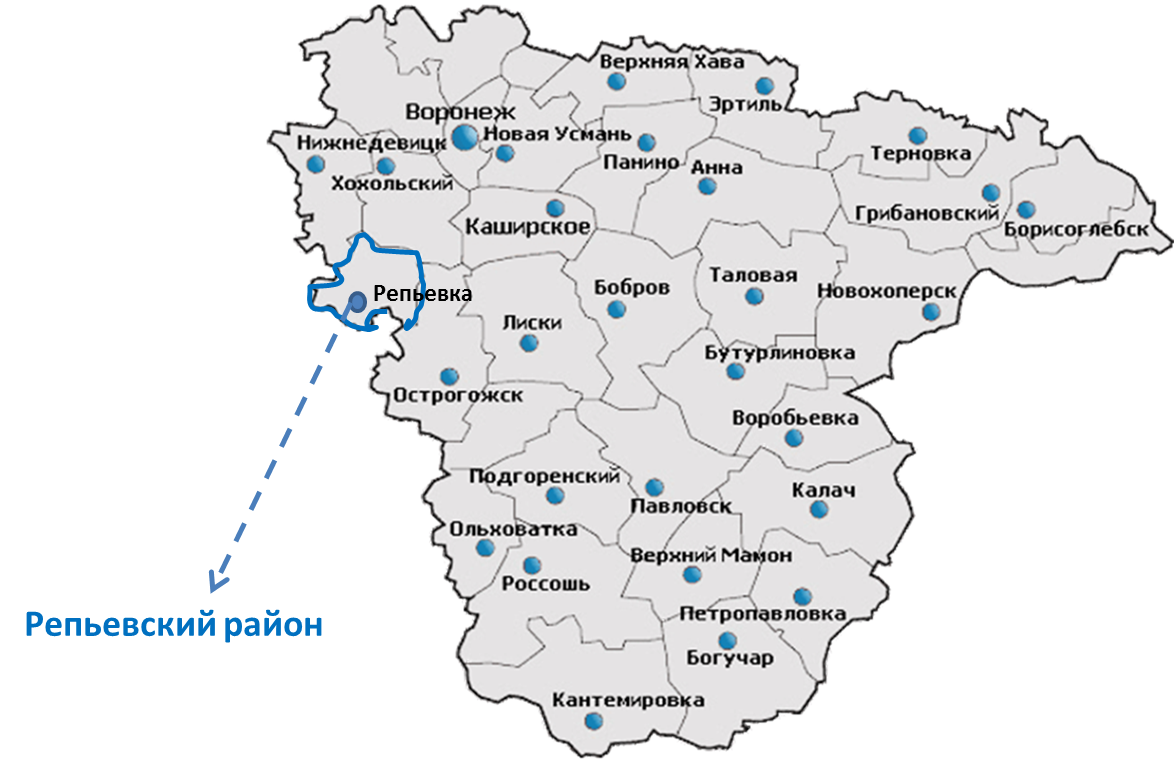 Верхняя Хава
Эртиль
Воронеж
Новая Усмань
Нижнедевицк
Панино
Терновка
Анна
Хохольский
Грибановский
Каширское
Борисоглебск
Таловая
Бобров
Новохоперск
Репьевка
Лиски
Бутурлиновка
Острогожск
Воробьевка
Подгоренский
Калач
Павловск
Ольховатка
Верхний Мамон
Россошь
Петропавловка
Репьевский район
Богучар
Кантемировка